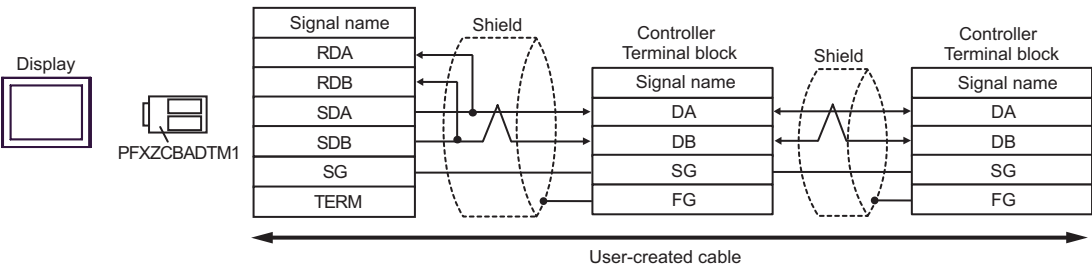 Display
PFXZCBADTM1
Signal name
RDA
RDB
SDA
SDB
SG
TERM
Shield
Controller
Terminal block
Signal name
DA
DB
SG
FG
Shield
Controller
Terminal block
Signal name
DA
DB
SG
FG
User-created cable